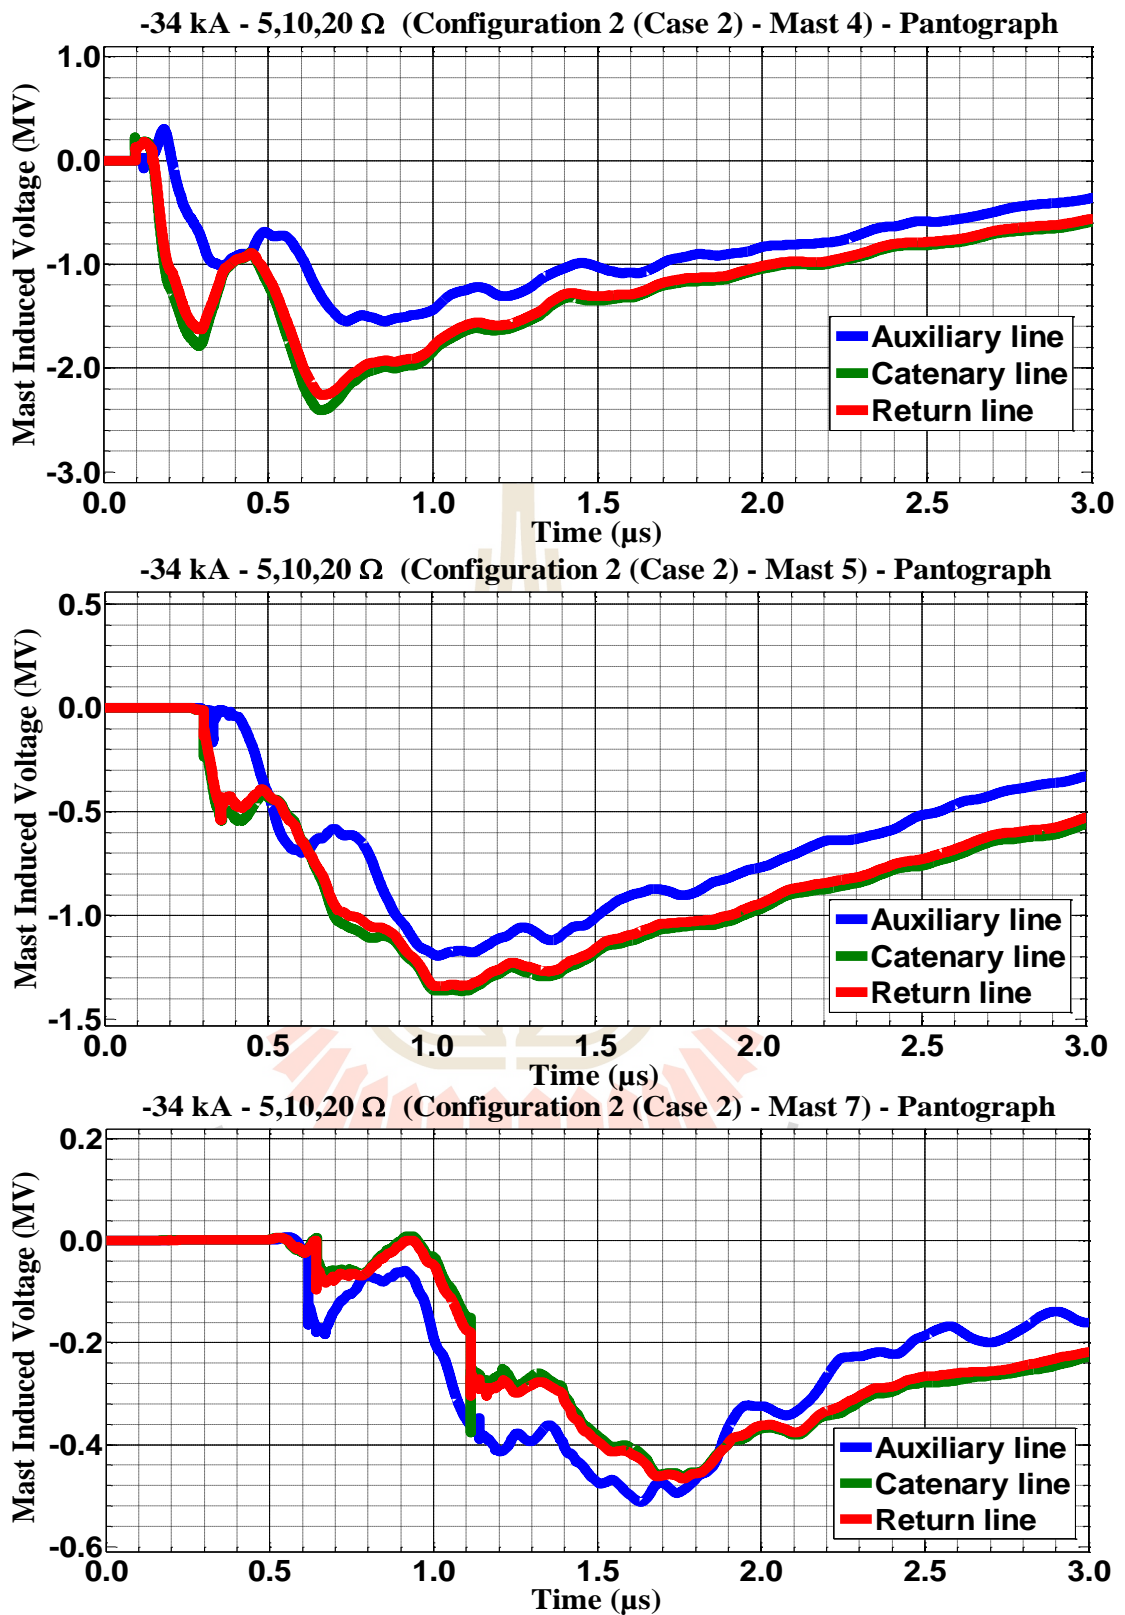 -34 kA - 5,10,20 Ω (Configuration 2 (Case 2) - Mast 4) - Pantograph
Mast Induced Voltage (MV)
1.0
0.0
-1.0
-2.0
-3.0
Auxiliary line
Catenary line
Return line
0.0 0.5 1.0 1.5 2.0 2.5 3.0
Time (µs)
-34 kA - 5,10,20 Ω (Configuration 2 (Case 2) - Mast 5) - Pantograph
Mast Induced Voltage (MV)
0.5
0.0
-0.5
-1.0
-1.5
Auxiliary line
Catenary line
Return line
0.0 0.5 1.0 1.5 2.0 2.5 3.0
Time (µs)
-34 kA - 5,10,20 Ω (Configuration 2 (Case 2) - Mast 7) - Pantograph
Mast Induced Voltage (MV)
0.2
0.0
-0.2
-0.4
-0.6
Auxiliary line
Catenary line
Return line
0.0 0.5 1.0 1.5 2.0 2.5 3.0
Time (µs)